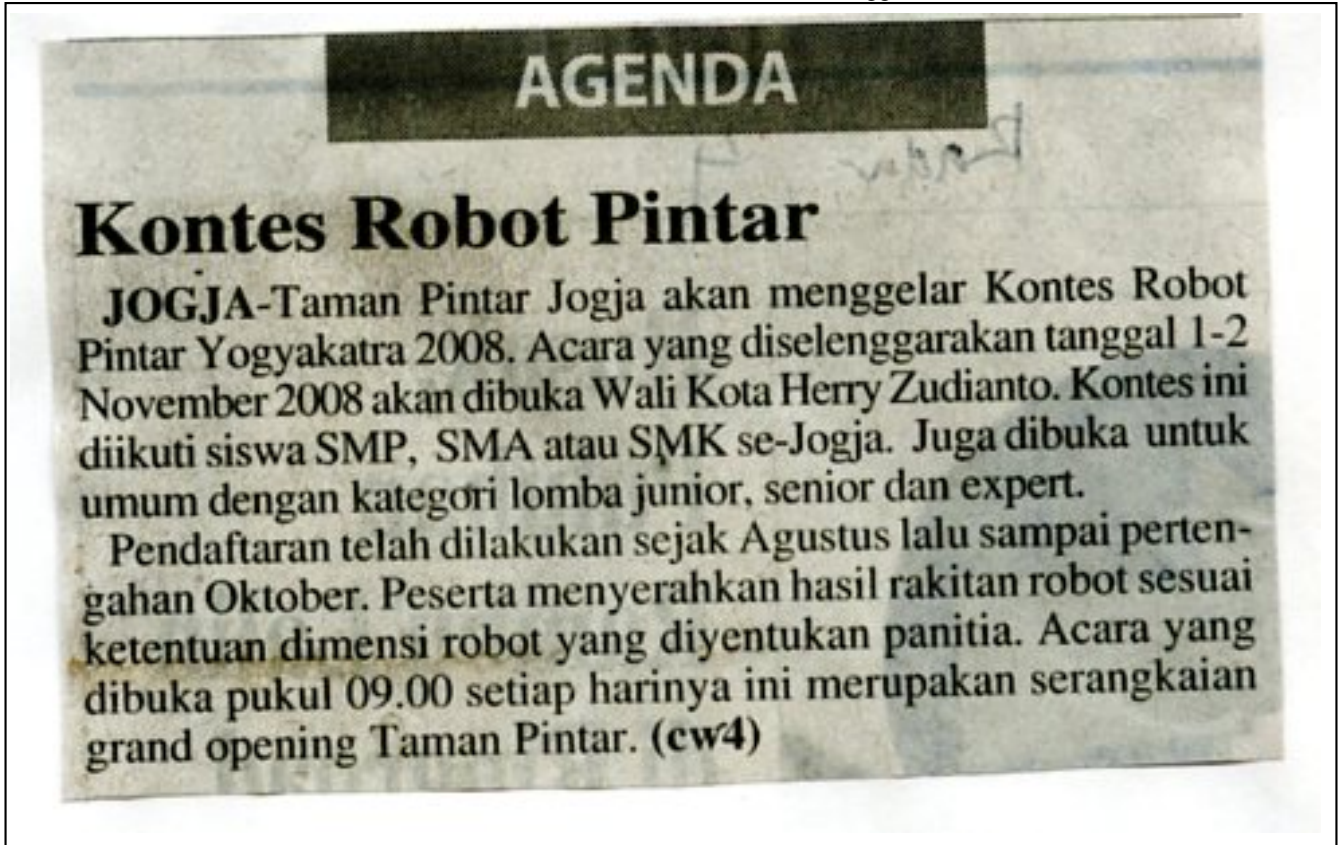 AGENDA
Kontes Robot Pintar
JOGJA-Taman Pintar Jogja akan menggelar Kontes Robot
Pintar Yogyakatra 2008. Acara yang diselenggarakan tanggal 1-2
November 2008 akan dibuka Wali Kota Herry Zudianto. Kontes ini
diikuti siswa SMP, SMA atau SMK se-Jogja. Juga dibuka untuk
umum dengan kategori lomba junior, senior dan expert.
Pendaftaran telah dilakukan sejak Agustus lalu sampai perten-
gahan Oktober. Peserta menyerahkan hasil rakitan robot sesuai
ketentuan dimensi robot yang diyentukan panitia. Acara yang
dibuka pukul 09.00 setiap harinya ini merupakan serangkaian
grand opening Taman Pintar. (cw4)